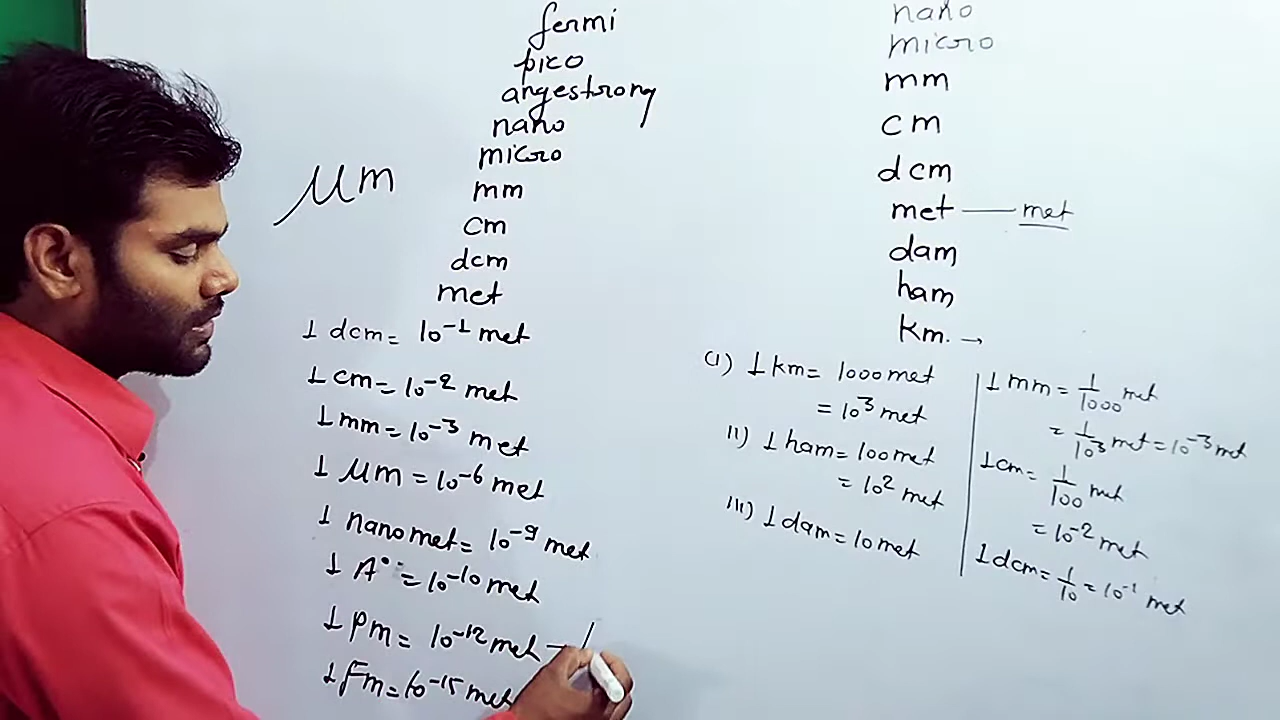 fermi
pico
angestrong
nano
micro
μm
mm
cm
dcm
met
1 dcm = 10⁻¹ met
1 cm = 10⁻² met
1 mm = 10⁻³ met
1 μm = 10⁻⁶ met
1 nanomet = 10⁻⁹ met
1 A° = 10⁻¹⁰ met
1 pm = 10⁻¹² met
1 Fm = 10⁻¹⁵ met
nano
micro
mm
cm
dcm
met — met
dam
ham
Km. →
(I) 1 km = 1000 met
= 10³ met
II) 1 ham = 100 met
= 10² met
III) 1 dam = 10 met
1 mm = 1/1000 met
= 1/10³ met = 10⁻³ met
1 cm = 1/100 met
= 10⁻² met
1 dcm = 1/10 = 10⁻¹ met